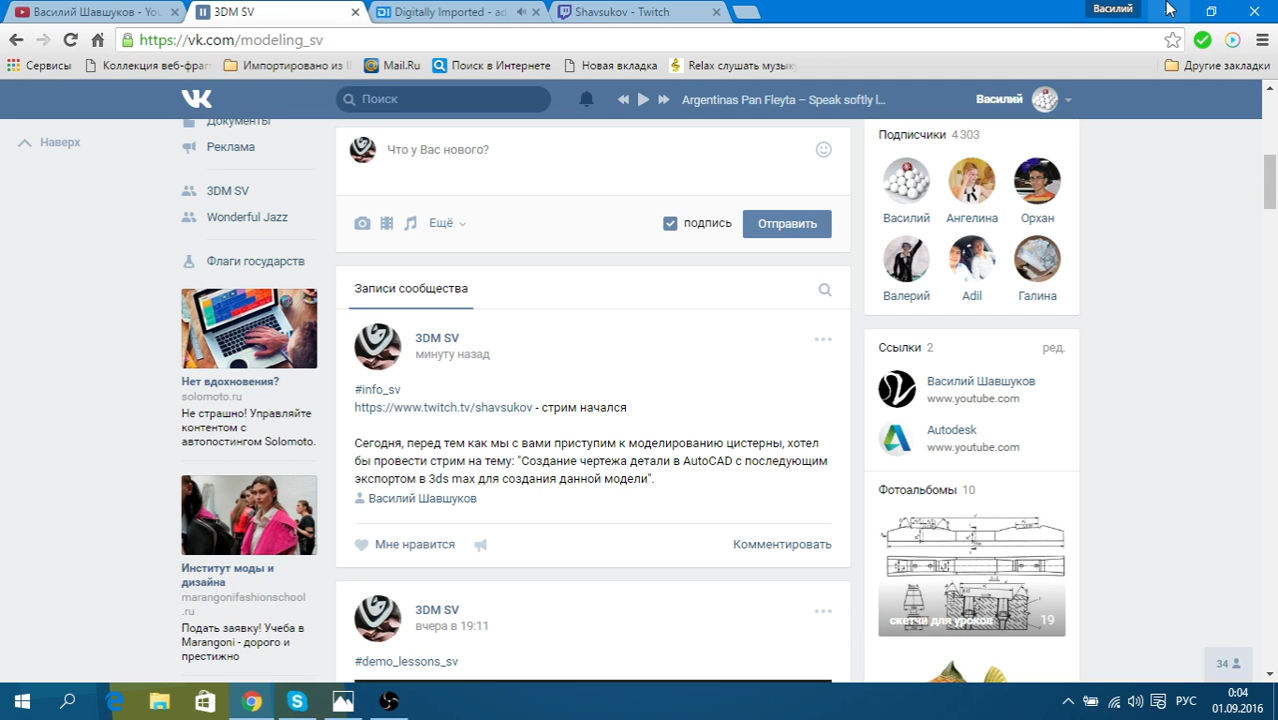 Василий Шавшуков - You
3DM SV
Digitally Imported - ad
Shavsukov - Twitch
Василий
https://vk.com/modeling_sv
Сервисы
Коллекция веб-фраг
Импортировано из I
Mail.Ru
Поиск в Интернете
Новая вкладка
Relax слушать музык
Другие закладки
Поиск
Argentinas Pan Fleyta – Speak softly l...
Василий
Наверх
Документы
Реклама
3DM SV
Wonderful Jazz
Флаги государств
Нет вдохновения?
solomoto.ru
Не страшно! Управляйте
контентом с
автопостингом Solomoto.
Институт моды и
дизайна
marangonifashionschool
.ru
Подать заявку! Учеба в
Marangoni - дорого и
престижно
Что у Вас нового?
Ещё
подпись
Отправить
Записи сообщества
3DM SV
минуту назад
#info_sv
https://www.twitch.tv/shavsukov - стрим начался
Сегодня, перед тем как мы с вами приступим к моделированию цистерны, хотел
бы провести стрим на тему: "Создание чертежа детали в AutoCAD с последующим
экспортом в 3ds max для создания данной модели".
Василий Шавшуков
Мне нравится
Комментировать
3DM SV
вчера в 19:11
#demo_lessons_sv
Подписчики 4 303
Василий
Ангелина
Орхан
Валерий
Adil
Галина
Ссылки 2
ред.
Василий Шавшуков
www.youtube.com
Autodesk
www.youtube.com
Фотоальбомы 10
скетчи для уроков
19
34
РУС
0:04
01.09.2016